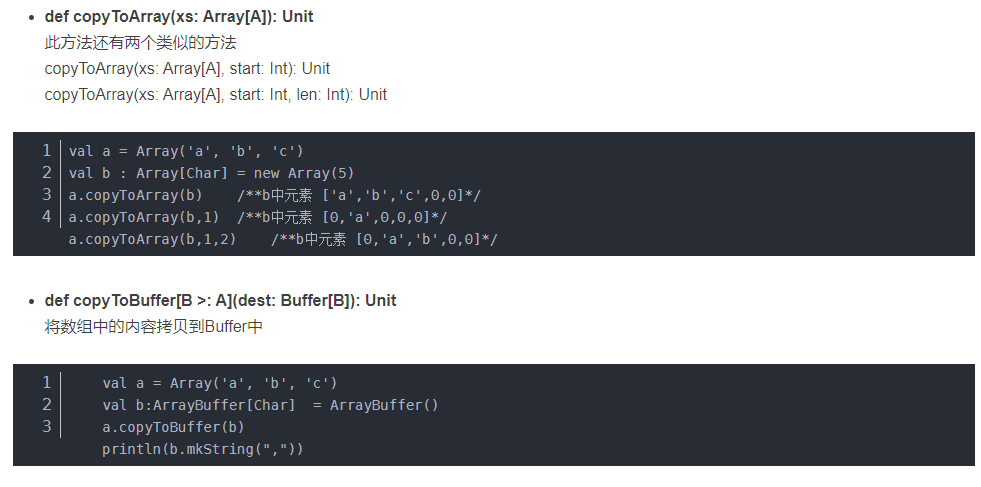 • def copyToArray(xs: Array[A]): Unit
此方法还有两个类似的方法
copyToArray(xs: Array[A], start: Int): Unit
copyToArray(xs: Array[A], start: Int, len: Int): Unit
1 val a = Array('a', 'b', 'c')
2 val b : Array[Char] = new Array(5)
3 a.copyToArray(b)    /**b中元素 ['a','b','c',0,0]*/
4 a.copyToArray(b,1)  /**b中元素 [0,'a',0,0,0]*/
a.copyToArray(b,1,2)    /**b中元素 [0,'a','b',0,0]*/
• def copyToBuffer[B >: A](dest: Buffer[B]): Unit
将数组中的内容拷贝到Buffer中
1     val a = Array('a', 'b', 'c')
2     val b:ArrayBuffer[Char]  = ArrayBuffer()
3     a.copyToBuffer(b)
    println(b.mkString(","))